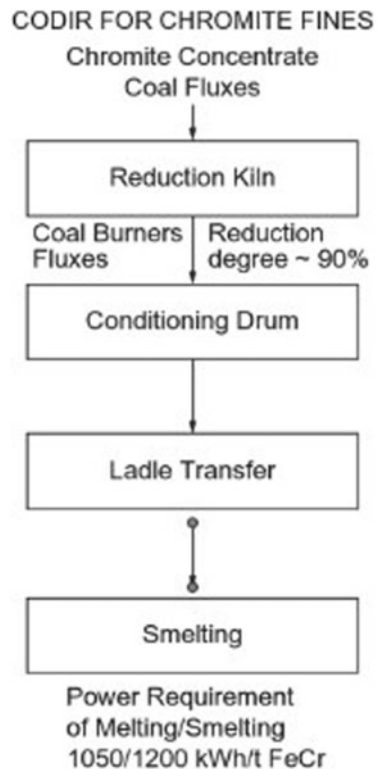 CODIR FOR CHROMITE FINES
Chromite Concentrate
Coal Fluxes
Reduction Kiln
Coal Burners
Fluxes
Reduction
degree ~ 90%
Conditioning Drum
Ladle Transfer
Smelting
Power Requirement
of Melting/Smelting
1050/1200 kWh/t FeCr